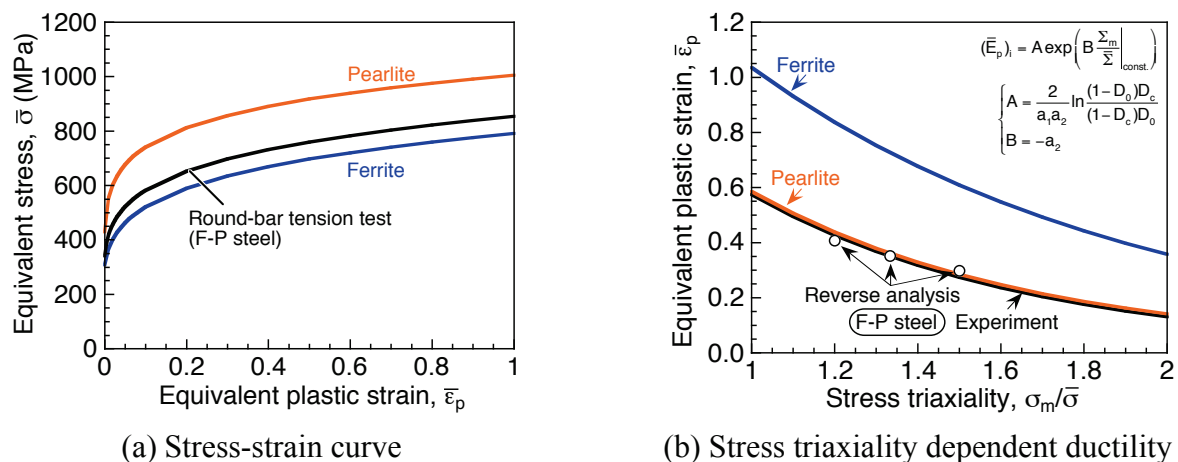 1200
1000
800
600
400
200
0
Equivalent stress, σ̄ (MPa)
Pearlite
Ferrite
Round-bar tension test
(F-P steel)
0 0.2 0.4 0.6 0.8 1
Equivalent plastic strain, ε̄ₚ
(a) Stress-strain curve
1.2
1.0
0.8
0.6
0.4
0.2
0.0
Equivalent plastic strain, ε̄ₚ
(Ēₚ)ᵢ = A exp(B Σₘ/Σ̄ |const.)
{A = 2/(a₁a₂) ln (1-D₀)D_c/((1-D_c)D₀)
B = -a₂
Ferrite
Pearlite
Reverse analysis
F-P steel
Experiment
1 1.2 1.4 1.6 1.8 2
Stress triaxiality, σₘ/σ̄
(b) Stress triaxiality dependent ductility